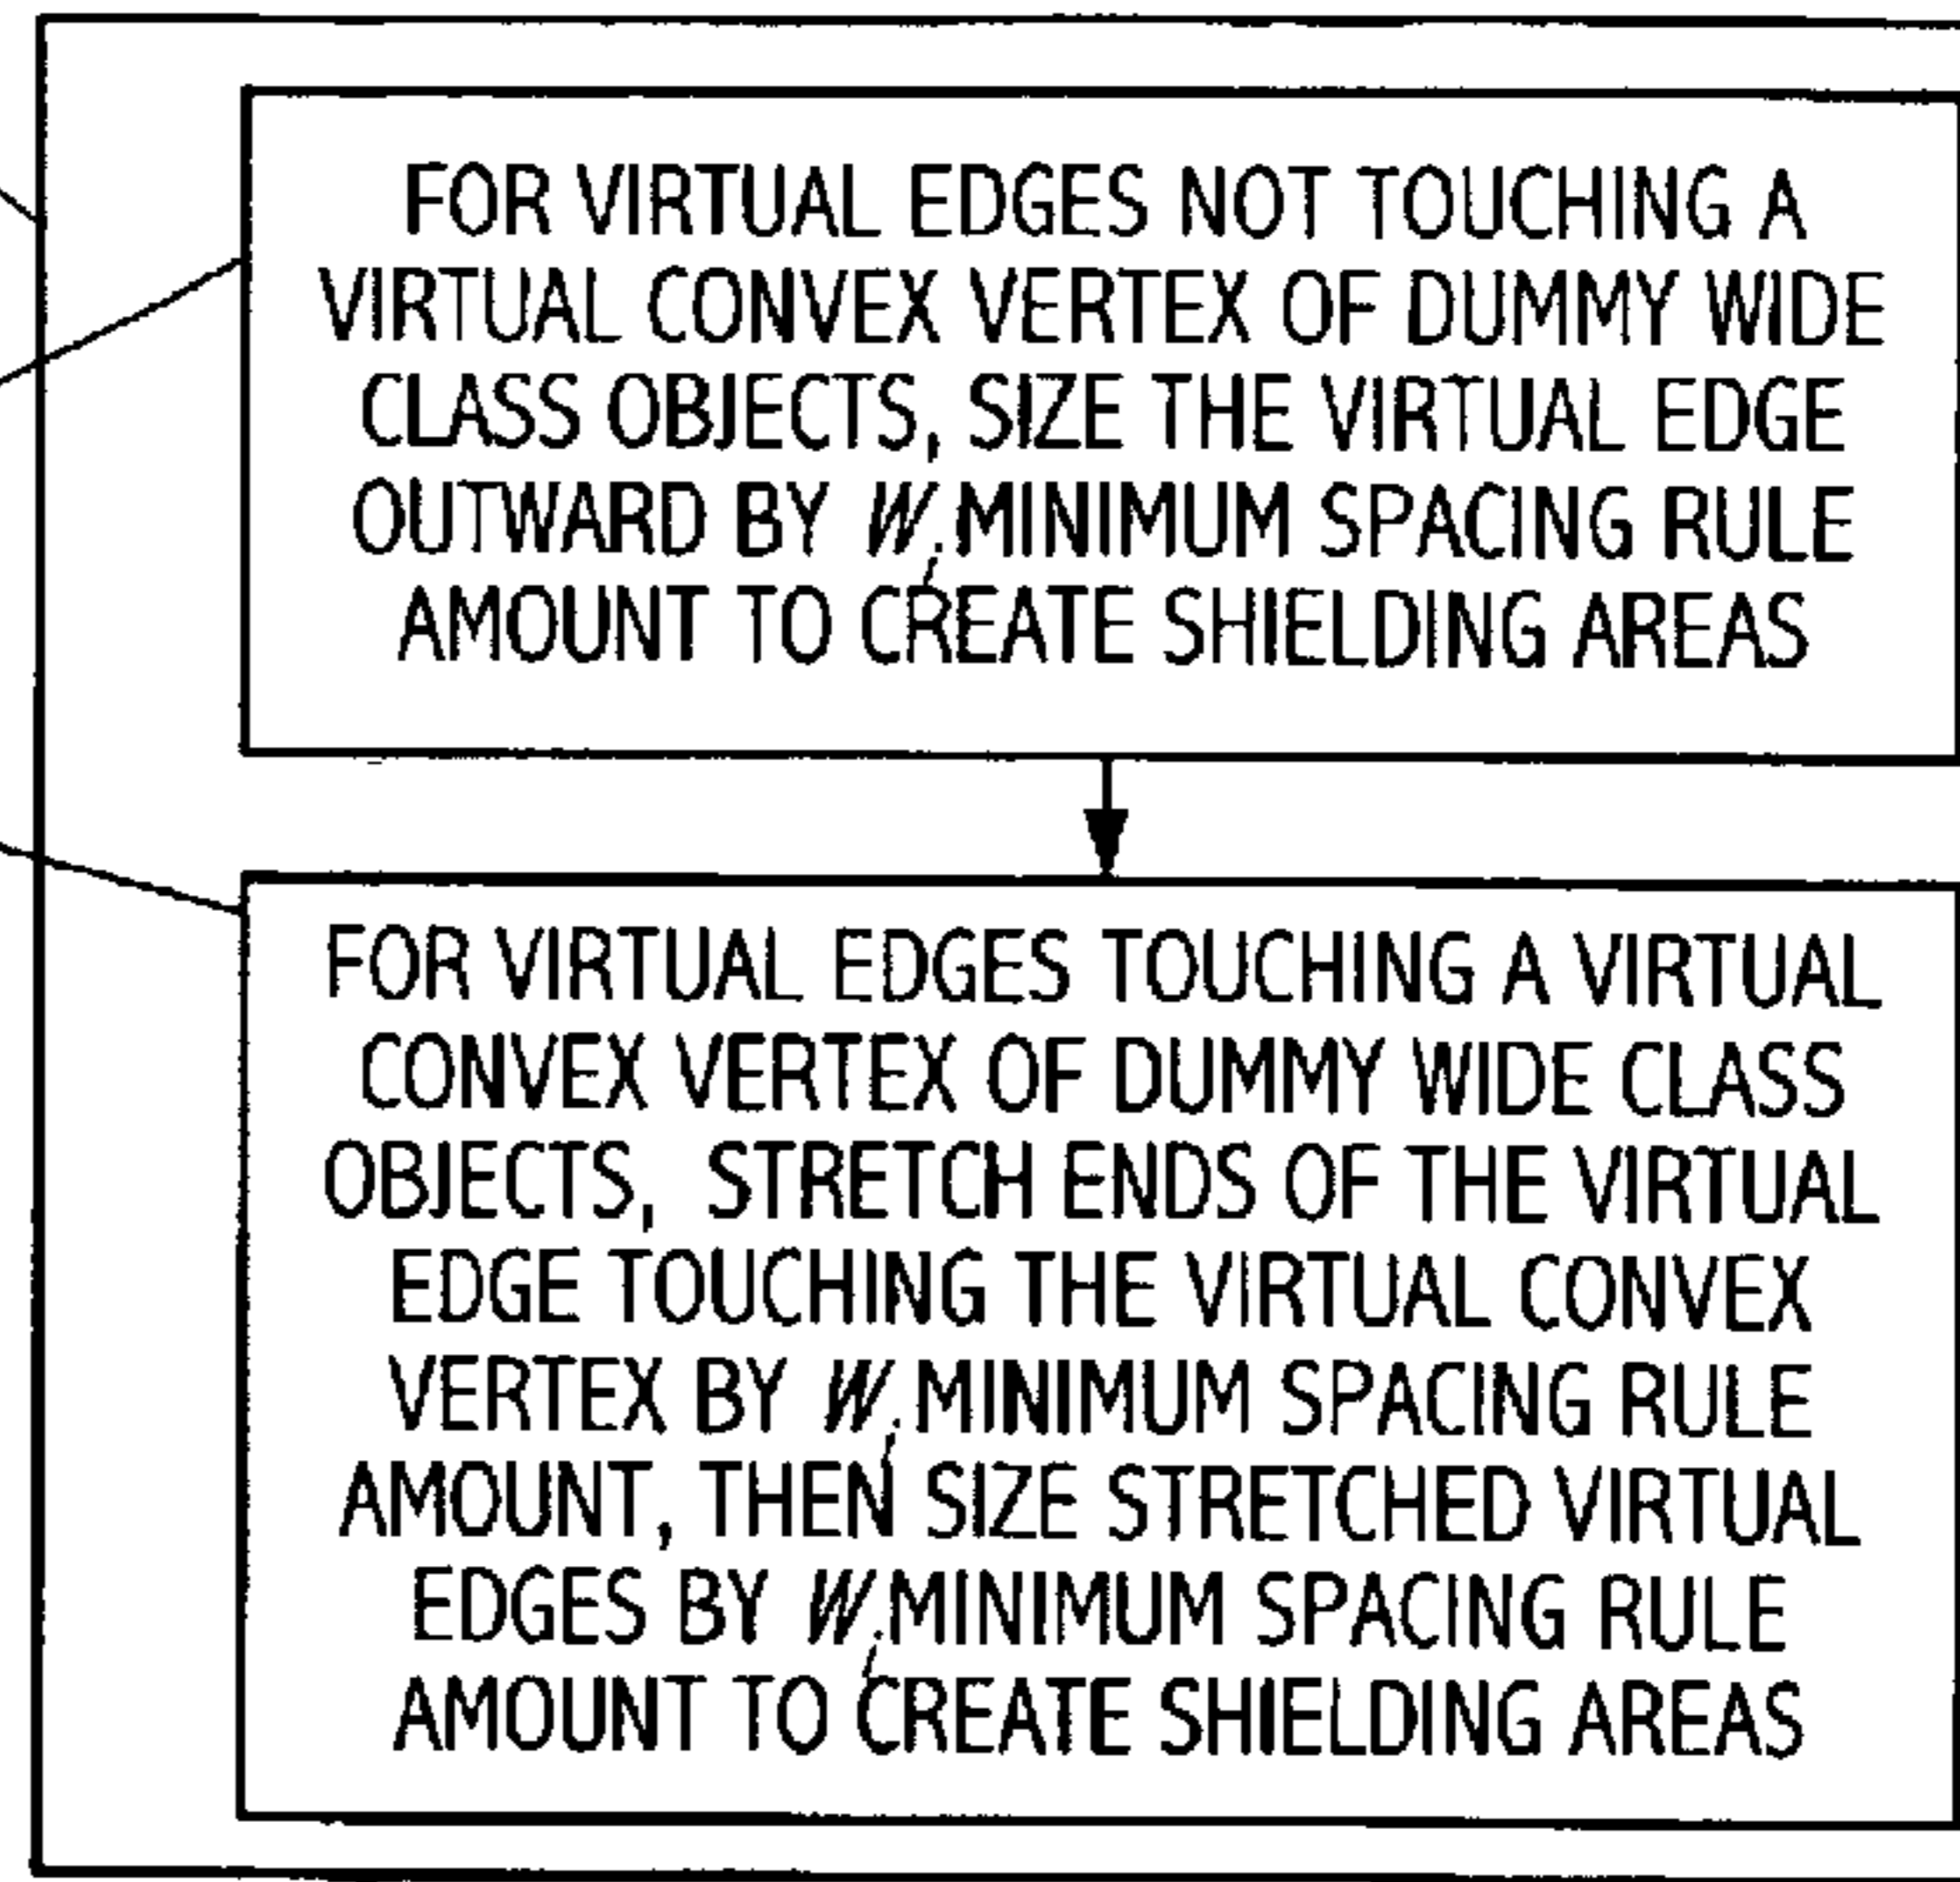 FOR VIRTUAL EDGES NOT TOUCHING A
VIRTUAL CONVEX VERTEX OF DUMMY WIDE
CLASS OBJECTS, SIZE THE VIRTUAL EDGE
OUTWARD BY Wᵢ MINIMUM SPACING RULE
AMOUNT TO CREATE SHIELDING AREAS
FOR VIRTUAL EDGES TOUCHING A VIRTUAL
CONVEX VERTEX OF DUMMY WIDE CLASS
OBJECTS, STRETCH ENDS OF THE VIRTUAL
EDGE TOUCHING THE VIRTUAL CONVEX
VERTEX BY Wᵢ MINIMUM SPACING RULE
AMOUNT, THEN SIZE STRETCHED VIRTUAL
EDGES BY Wᵢ MINIMUM SPACING RULE
AMOUNT TO CREATE SHIELDING AREAS